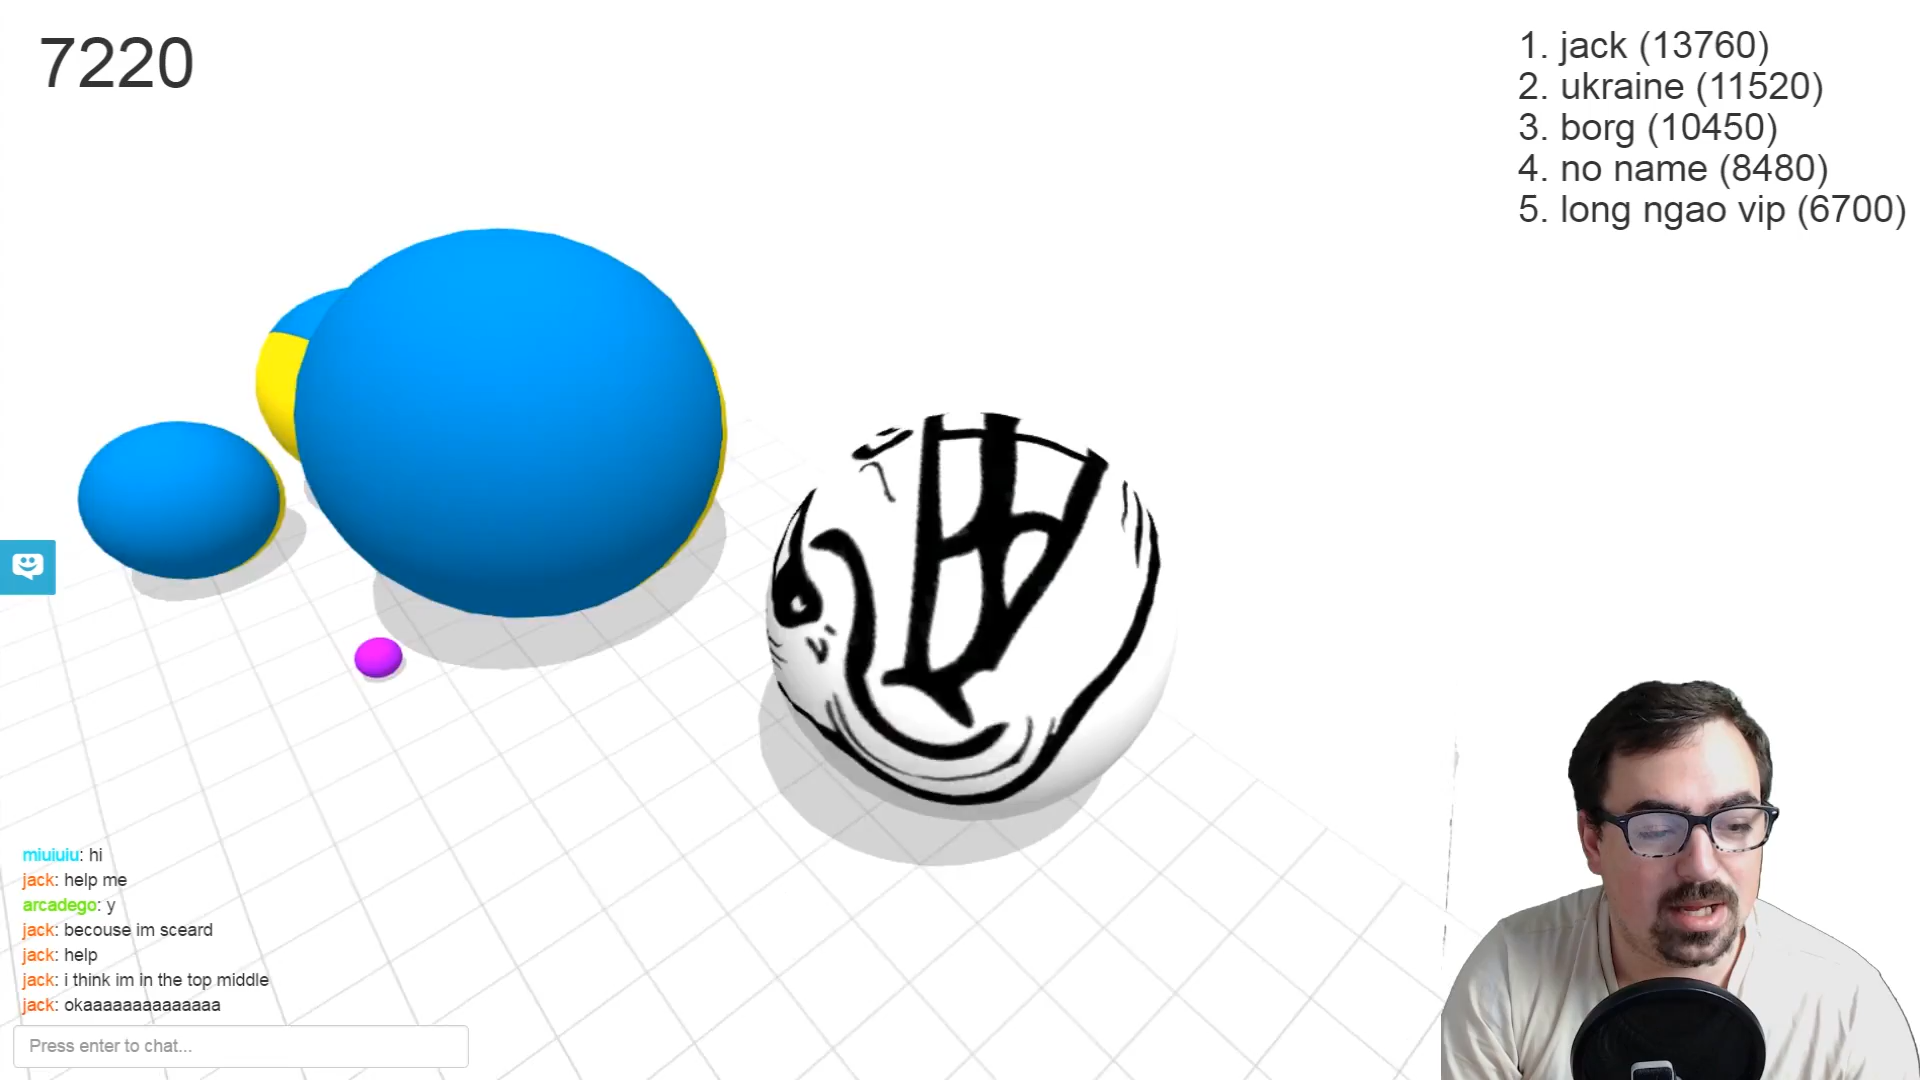 7220
1. jack (13760)
2. ukraine (11520)
3. borg (10450)
4. no name (8480)
5. long ngao vip (6700)
miuiuiu: hi
jack: help me
arcadego: y
jack: becouse im sceard
jack: help
jack: i think im in the top middle
jack: okaaaaaaaaaaaaaa
Press enter to chat...